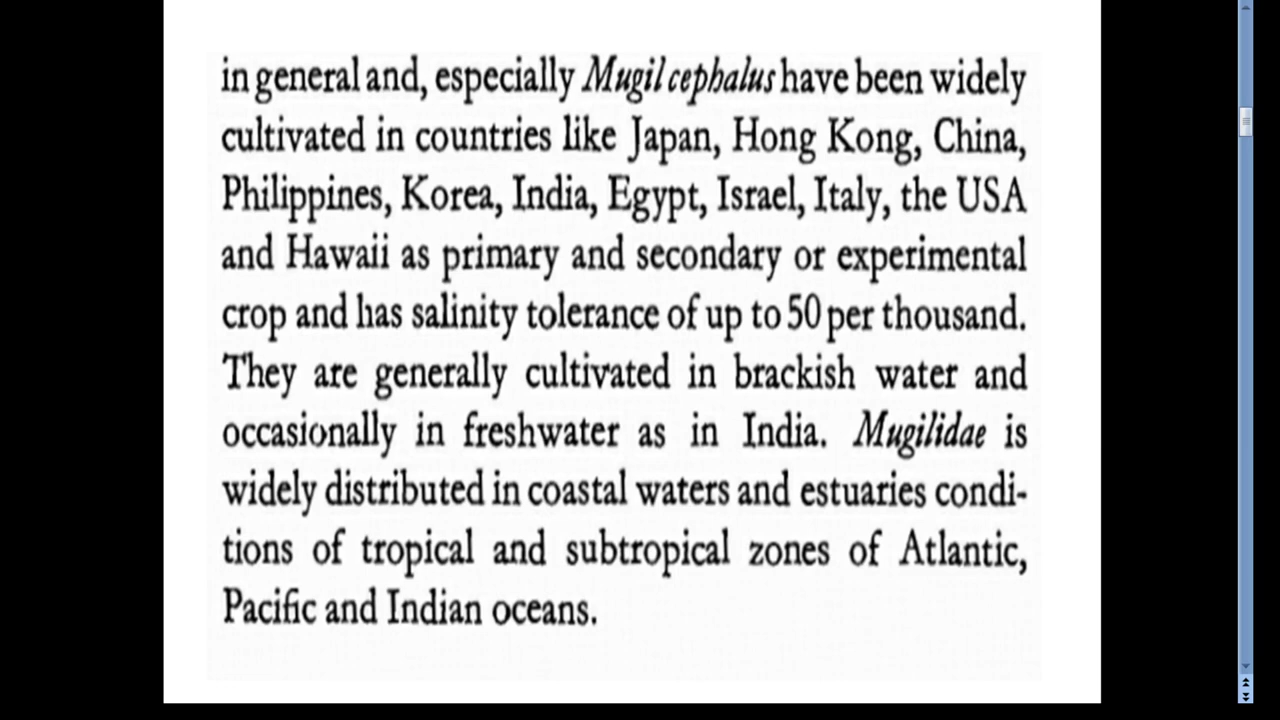 in general and, especially Mugil cephalus have been widely
cultivated in countries like Japan, Hong Kong, China,
Philippines, Korea, India, Egypt, Israel, Italy, the USA
and Hawaii as primary and secondary or experimental
crop and has salinity tolerance of up to 50 per thousand.
They are generally cultivated in brackish water and
occasionally in freshwater as in India. Mugilidae is
widely distributed in coastal waters and estuaries condi-
tions of tropical and subtropical zones of Atlantic,
Pacific and Indian oceans.